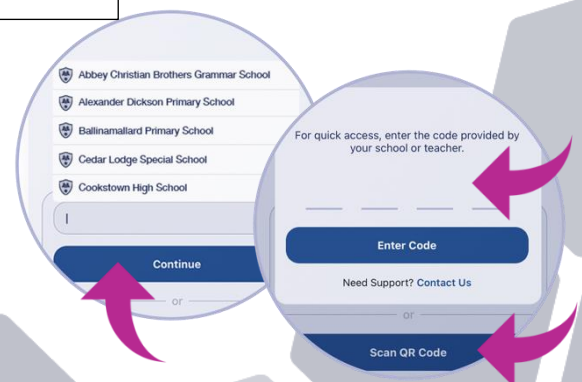 Abbey Christian Brothers Grammar School
Alexander Dickson Primary School
Ballinamallard Primary School
Cedar Lodge Special School
Cookstown High School
Continue
or
For quick access, enter the code provided by
your school or teacher.
Enter Code
Need Support? Contact Us
or
Scan QR Code